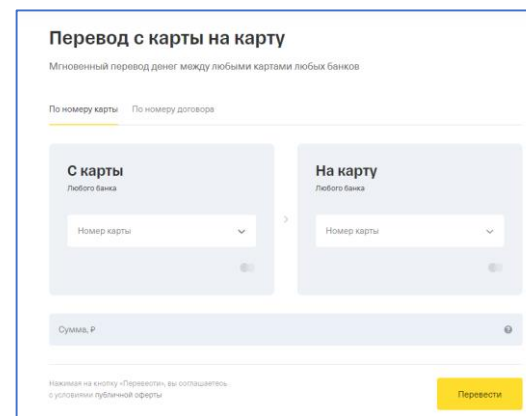 Перевод с карты на карту
Мгновенный перевод денег между любыми картами любых банков
По номеру карты По номеру договора
С карты
Любого банка
Номер карты
На карту
Любого банка
Номер карты
Сумма, ₽
Нажимая на кнопку «Перевести», вы соглашаетесь
с условиями публичной оферты
Перевести